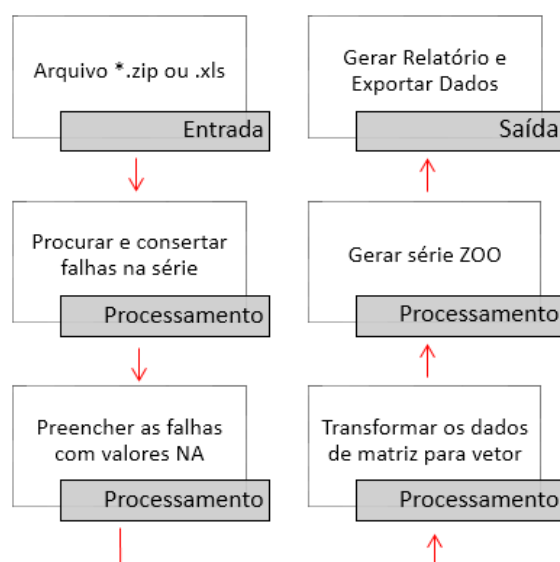 Arquivo *.zip ou .xls
Entrada
Procurar e consertar
falhas na série
Processamento
Preencher as falhas
com valores NA
Processamento
Transformar os dados
de matriz para vetor
Processamento
Gerar série ZOO
Processamento
Gerar Relatório e
Exportar Dados
Saída